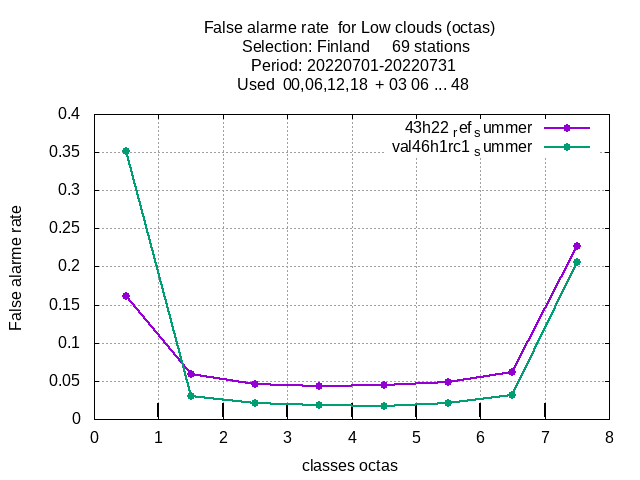 False alarme rate  for Low clouds (octas)
Selection: Finland     69 stations
Period: 20220701-20220731
Used  00,06,12,18  + 03 06 ... 48
43h22 ref summer
val46h1rc1 summer
0.4
0.35
0.3
0.25
0.2
0.15
0.1
0.05
0
False alarme rate
0 1 2 3 4 5 6 7 8
classes octas